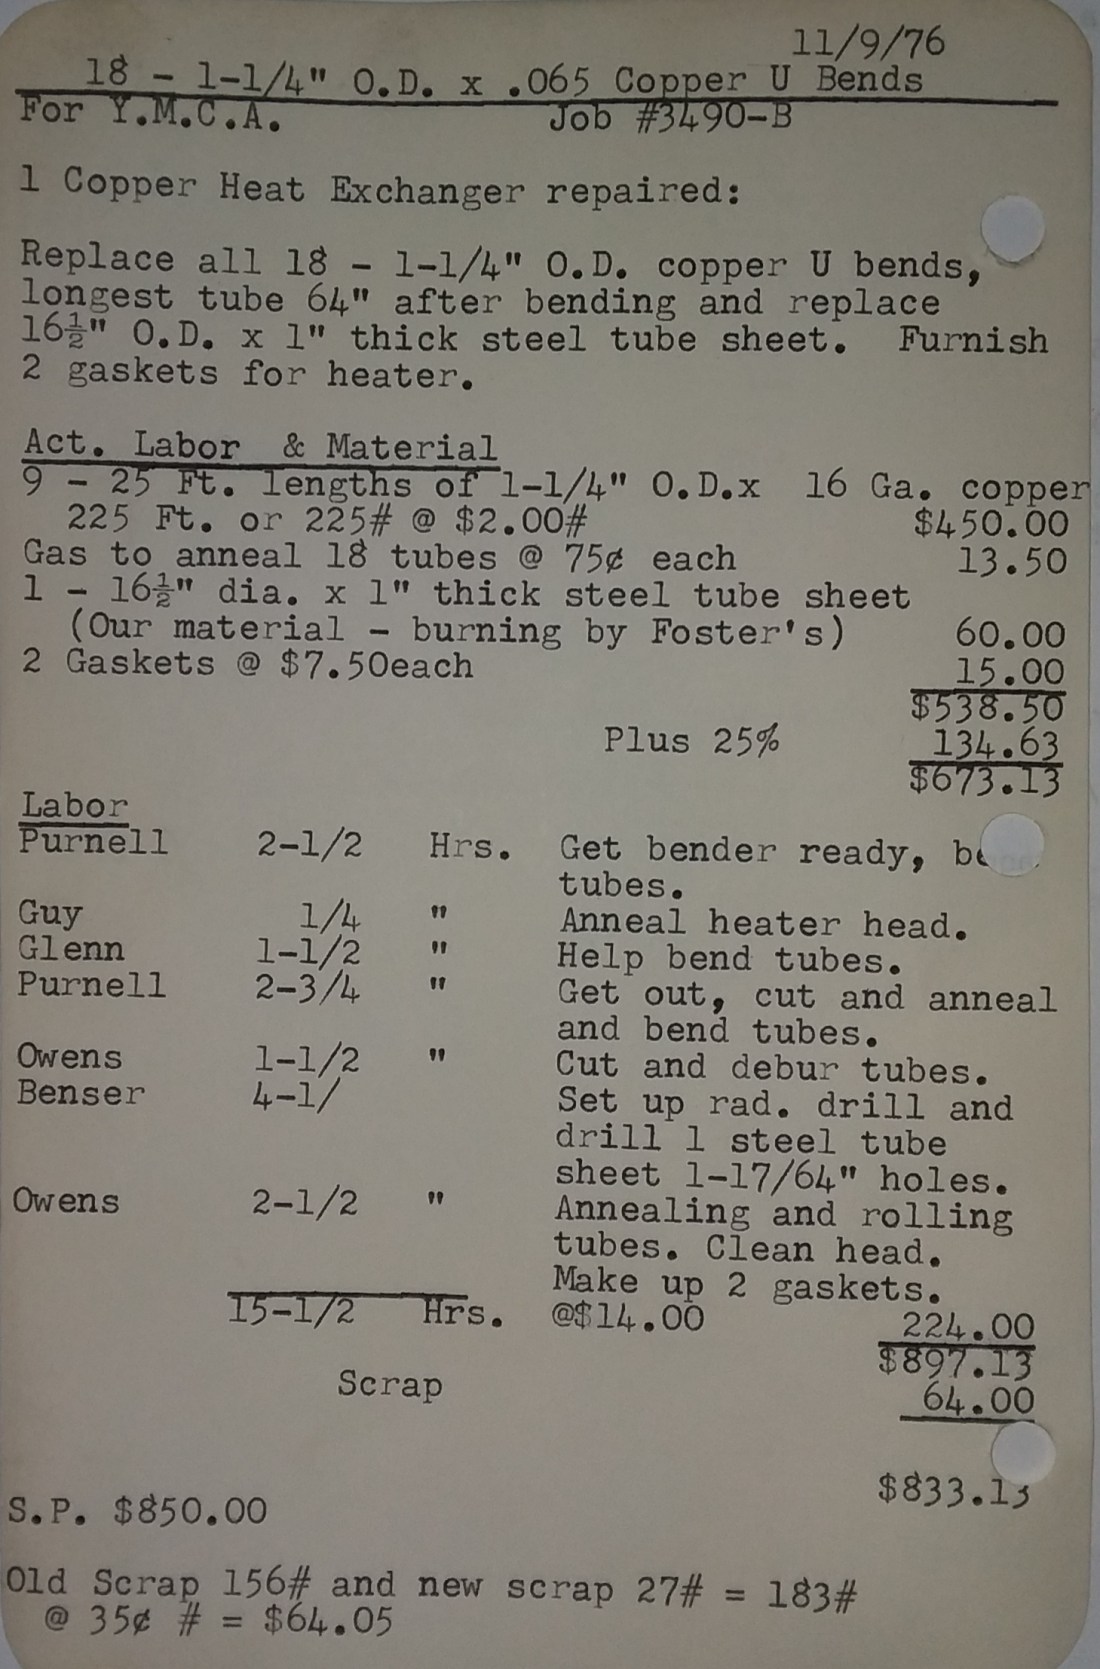 11/9/76
18 - 1-1/4" O.D. x .065 Copper U Bends
For Y.M.C.A. Job #3490-B
1 Copper Heat Exchanger repaired:
Replace all 18 - 1-1/4" O.D. copper U bends,
longest tube 64" after bending and replace
16½" O.D. x 1" thick steel tube sheet. Furnish
2 gaskets for heater.
Act. Labor & Material
9 - 25 Ft. lengths of 1-1/4" O.D.x 16 Ga. copper
225 Ft. or 225# @ $2.00# $450.00
Gas to anneal 18 tubes @ 75¢ each 13.50
1 - 16½" dia. x 1" thick steel tube sheet
(Our material - burning by Foster's) 60.00
2 Gaskets @ $7.50each 15.00
$538.50
Plus 25% 134.63
$673.13
Labor
Purnell 2-1/2 Hrs. Get bender ready,
tubes.
Guy 1/4 " Anneal heater head.
Glenn 1-1/2 " Help bend tubes.
Purnell 2-3/4 " Get out, cut and anneal
and bend tubes.
Owens 1-1/2 " Cut and debur tubes.
Benser 4-1/ Set up rad. drill and
drill 1 steel tube
sheet 1-17/64" holes.
Owens 2-1/2 " Annealing and rolling
tubes. Clean head.
Make up 2 gaskets.
15-1/2 Hrs. @$14.00 224.00
$897.13
Scrap 64.00
$833.13
S.P. $850.00
Old Scrap 156# and new scrap 27# = 183#
@ 35¢ # = $64.05